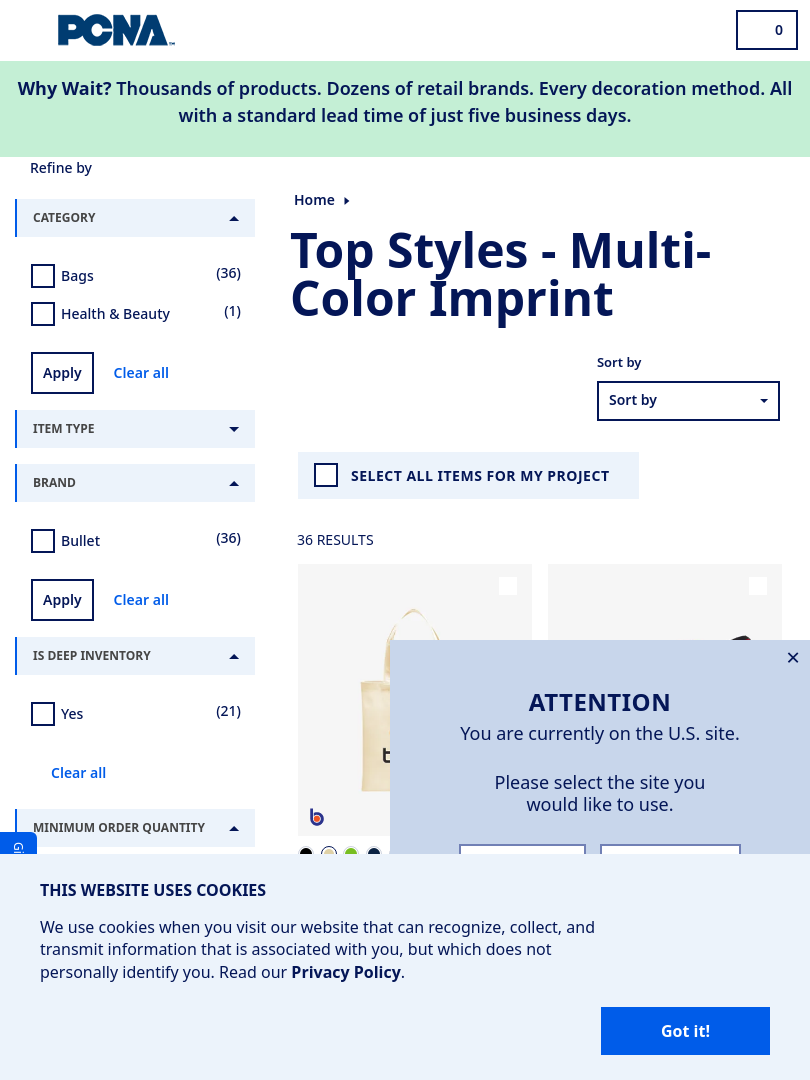 PCNA
0
Why Wait? Thousands of products. Dozens of retail brands. Every decoration method. All
with a standard lead time of just five business days.
Refine by
CATEGORY
Bags (36)
Health & Beauty (1)
Apply Clear all
ITEM TYPE
BRAND
Bullet (36)
Apply Clear all
IS DEEP INVENTORY
Yes (21)
Clear all
MINIMUM ORDER QUANTITY
Home
Top Styles - Multi-
Color Imprint
Sort by
Sort by
SELECT ALL ITEMS FOR MY PROJECT
36 RESULTS
b
ATTENTION
You are currently on the U.S. site.
Please select the site you
would like to use.
THIS WEBSITE USES COOKIES
We use cookies when you visit our website that can recognize, collect, and
transmit information that is associated with you, but which does not
personally identify you. Read our Privacy Policy.
Got it!